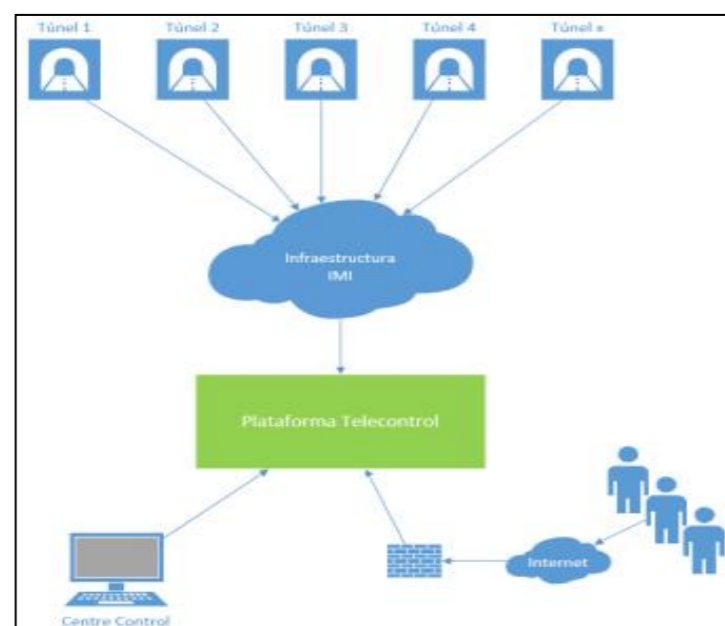 Túnel 1
Túnel 2
Túnel 3
Túnel 4
Túnel x
Infraestructura
IMI
Plataforma Telecontrol
Internet
Centre Control